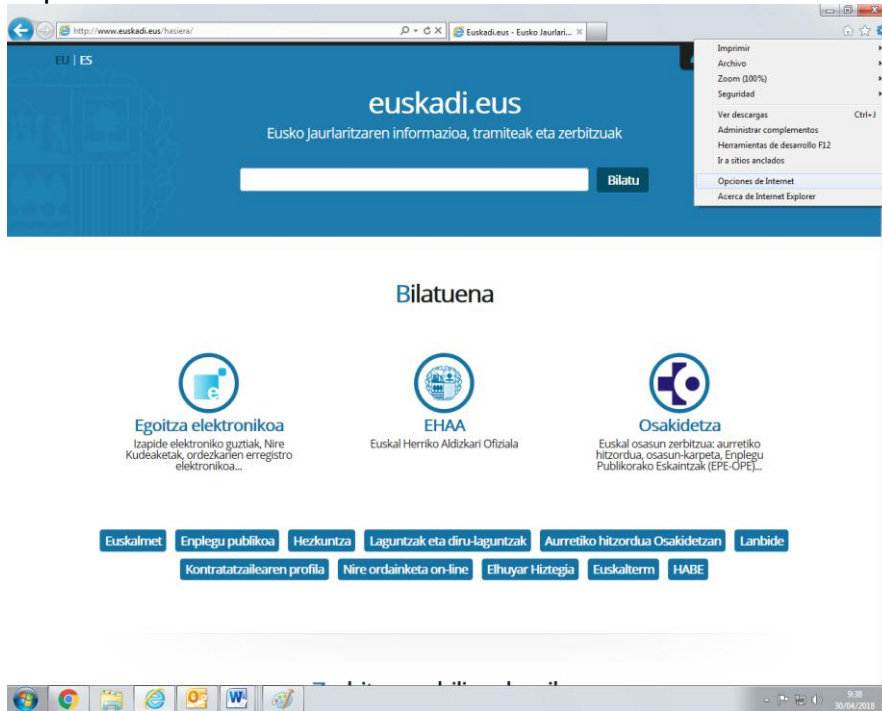 http://www.euskadi.eus/hasiera/
Euskadi.eus - Eusko Jaurlari...
Imprimir
Archivo
Zoom (100%)
Seguridad
Ver descargas Ctrl+J
Administrar complementos
Herramientas de desarrollo F12
Ir a sitios anclados
Opciones de Internet
Acerca de Internet Explorer
EU | ES
euskadi.eus
Eusko Jaurlaritzaren informazioa, tramiteak eta zerbitzuak
Bilatu
Bilatuena
Egoitza elektronikoa
Izapide elektroniko guztiak, Nire
Kudeaketak, ordezkarien erregistro
elektronikoa...
EHAA
Euskal Herriko Aldizkari Ofiziala
Osakidetza
Euskal osasun zerbitzua: aurretiko
hitzordua, osasun-karpeta, Enplegu
Publikorako Eskaintzak (EPE-OPE)...
Euskalmet Enplegu publikoa Hezkuntza Laguntzak eta diru-laguntzak Aurretiko hitzordua Osakidetzan Lanbide
Kontratatzailearen profila Nire ordainketa on-line Elhuyar Hiztegia Euskalterm HABE
9:38
30/04/2018